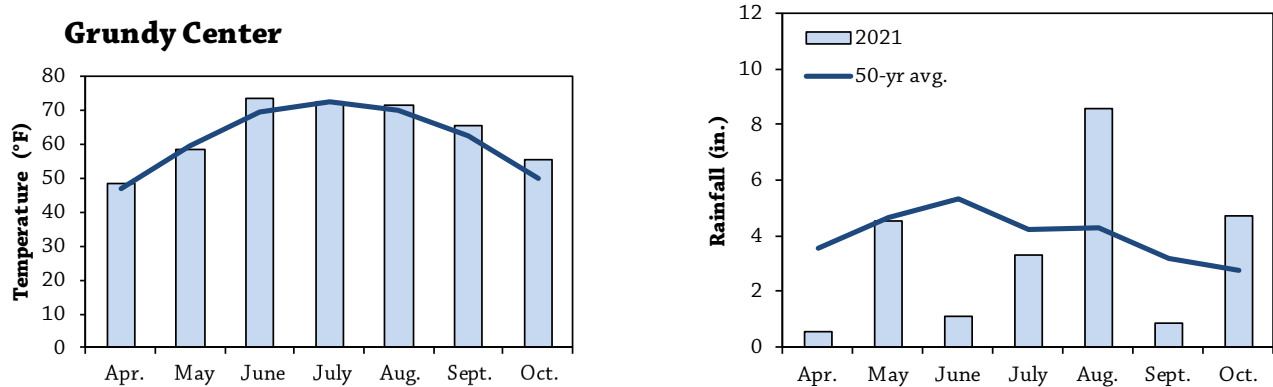 Grundy Center
Temperature (°F)
80
70
60
50
40
30
20
10
0
Apr. May June July Aug. Sept. Oct.
Rainfall (in.)
12
10
8
6
4
2
0
2021
50-yr avg.
Apr. May June July Aug. Sept. Oct.